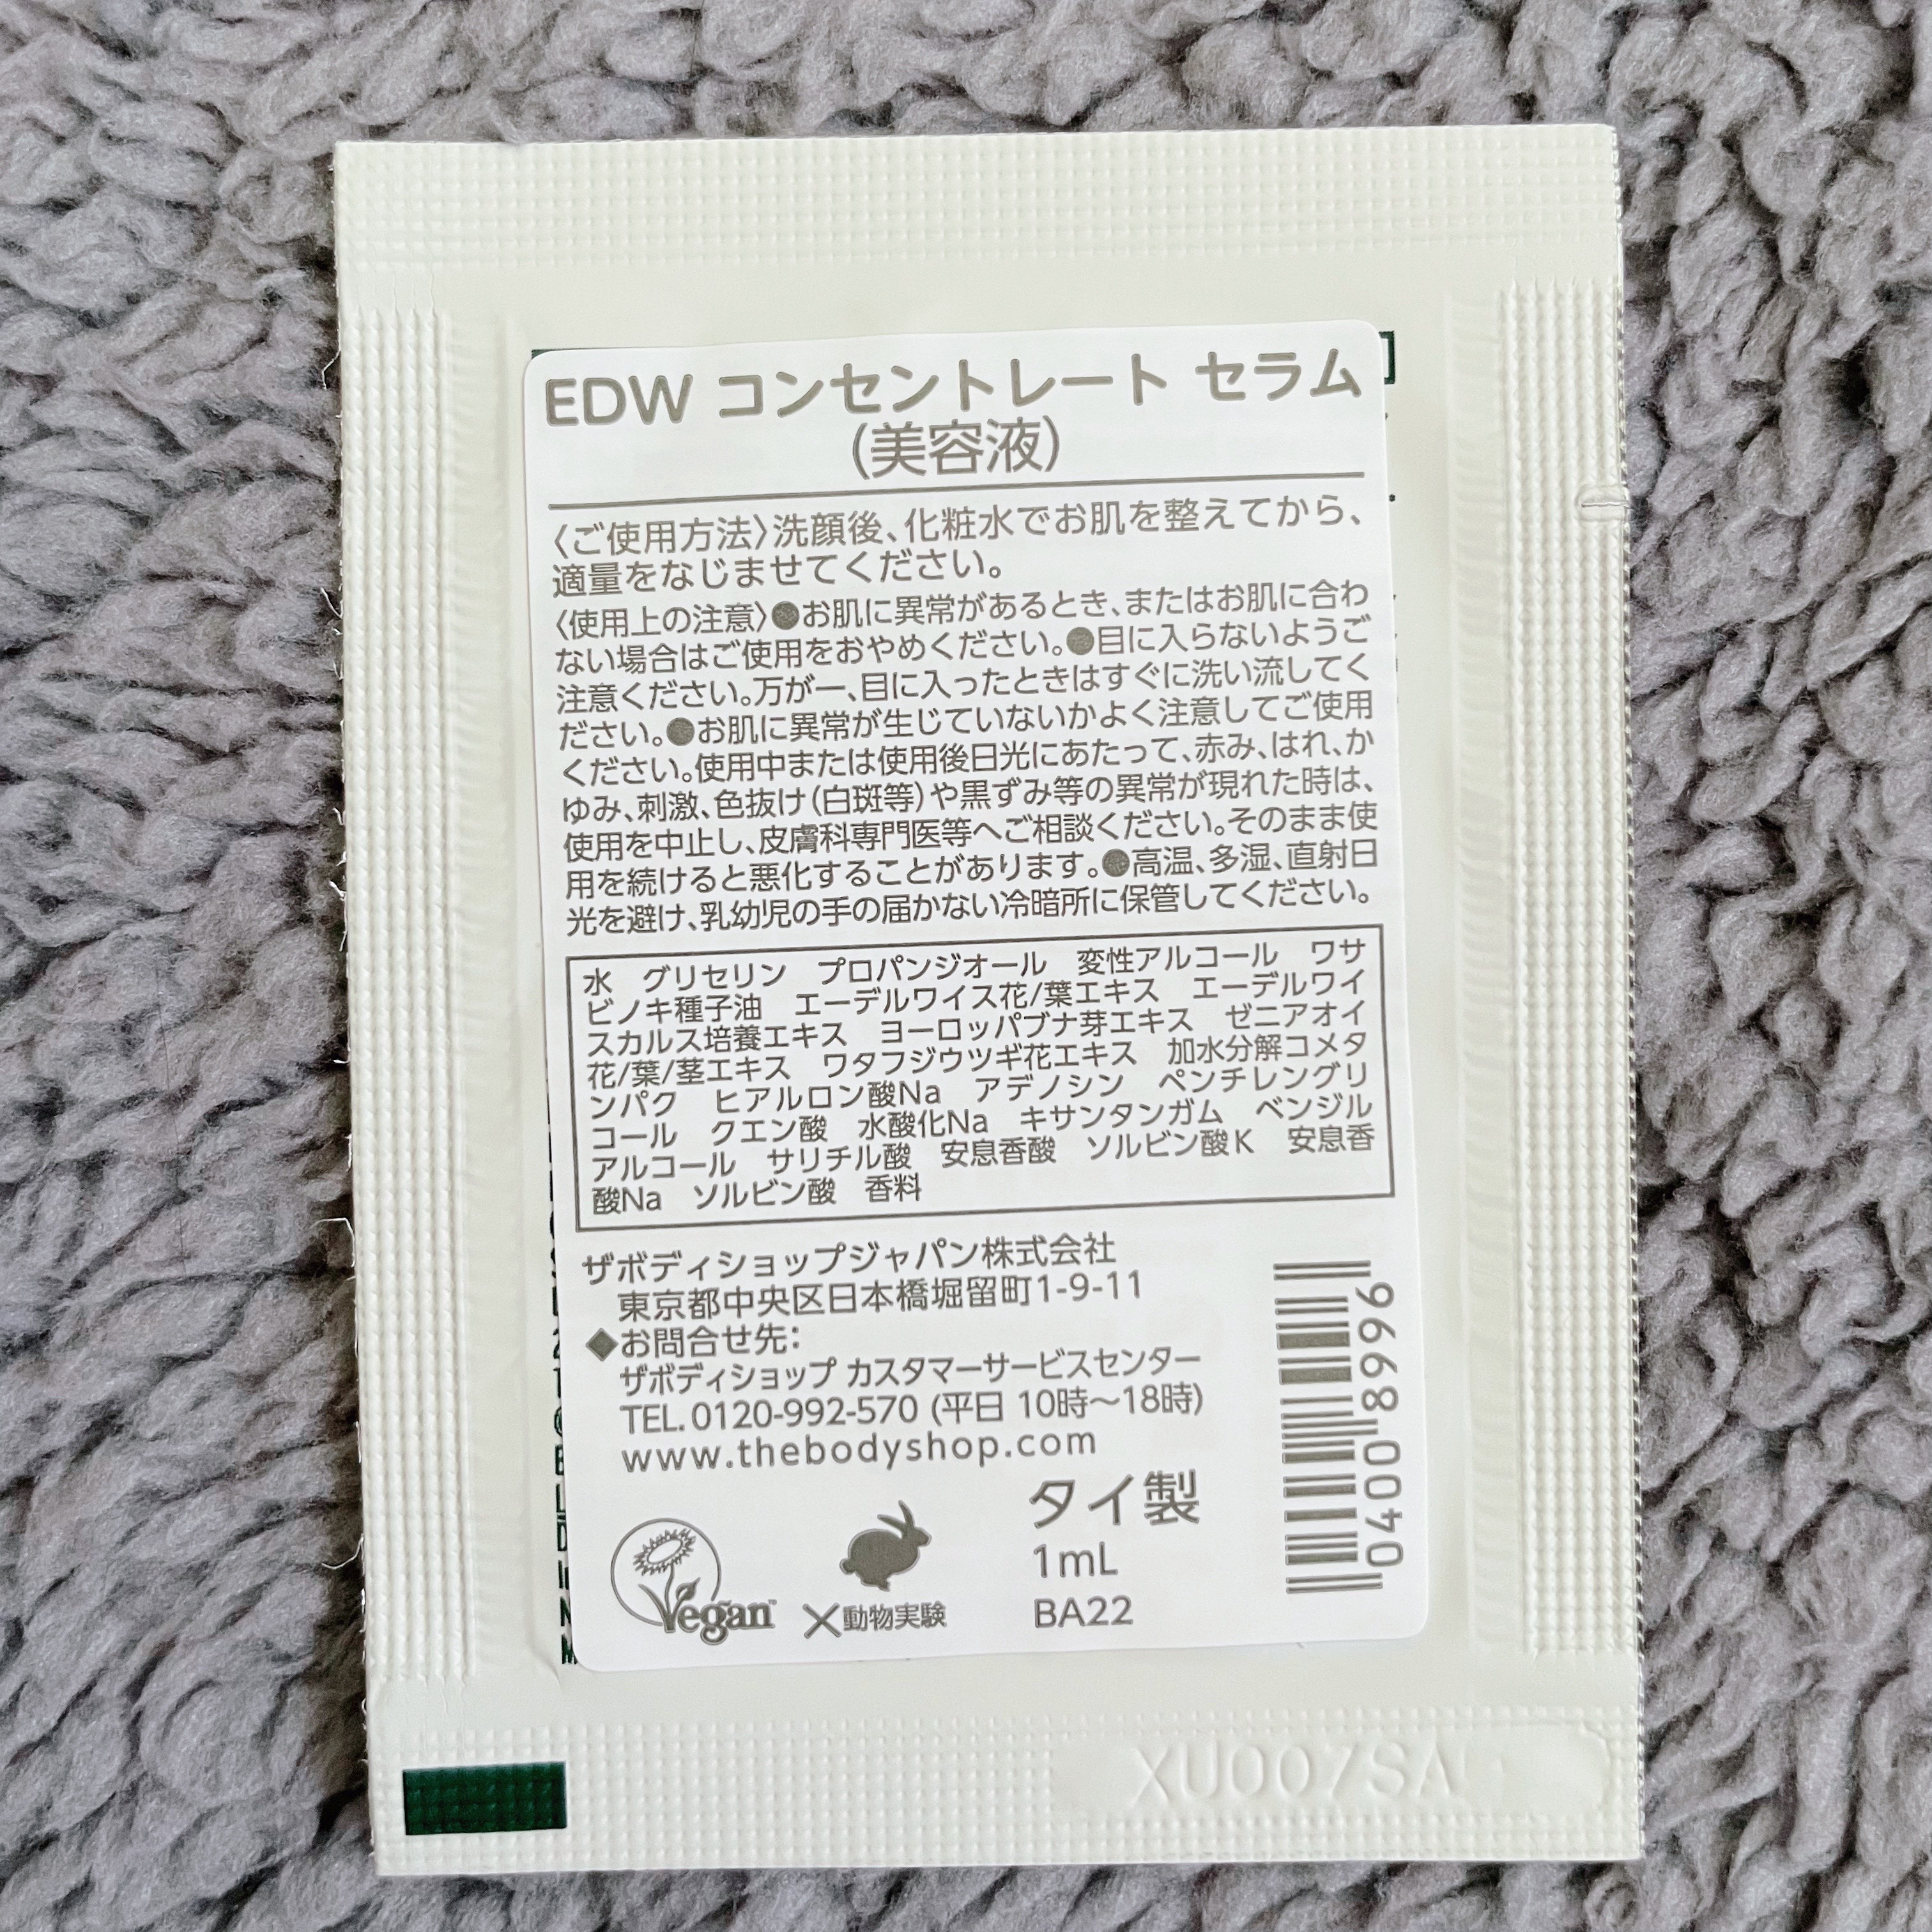 EDW コンセントレート セラム
(美容液)
〈ご使用方法〉洗顔後、化粧水でお肌を整えてから、
適量をなじませてください。
〈使用上の注意〉●お肌に異常があるとき、またはお肌に合わ
ない場合はご使用をおやめください。●目に入らないようご
注意ください。万が一、目に入ったときはすぐに洗い流してく
ださい。●お肌に異常が生じていないかよく注意してご使用
ください。使用中または使用後日光にあたって、赤み、はれ、か
ゆみ、刺激、色抜け(白斑等)や黒ずみ等の異常が現れた時は、
使用を中止し、皮膚科専門医等へご相談ください。そのまま使
用を続けると悪化することがあります。●高温、多湿、直射日
光を避け、乳幼児の手の届かない冷暗所に保管してください。
水　グリセリン　プロパンジオール　変性アルコール　ワサ
ビノキ種子油　エーデルワイス花/葉エキス　エーデルワイ
スカルス培養エキス　ヨーロッパブナ芽エキス　ゼニアオイ
花/葉/茎エキス　ワタフジウツギ花エキス　加水分解コメタ
ンパク　ヒアルロン酸Na　アデノシン　ペンチレングリ
コール　クエン酸　水酸化Na　キサンタンガム　ベンジル
アルコール　サリチル酸　安息香酸　ソルビン酸K　安息香
酸Na　ソルビン酸　香料
ザボディショップジャパン株式会社
東京都中央区日本橋堀留町1-9-11
◆お問合せ先:
ザボディショップ カスタマーサービスセンター
TEL.0120-992-570 (平日 10時〜18時)
www.thebodyshop.com
タイ製
1mL
BA22
Vegan
×動物実験
96680040
XU007SA